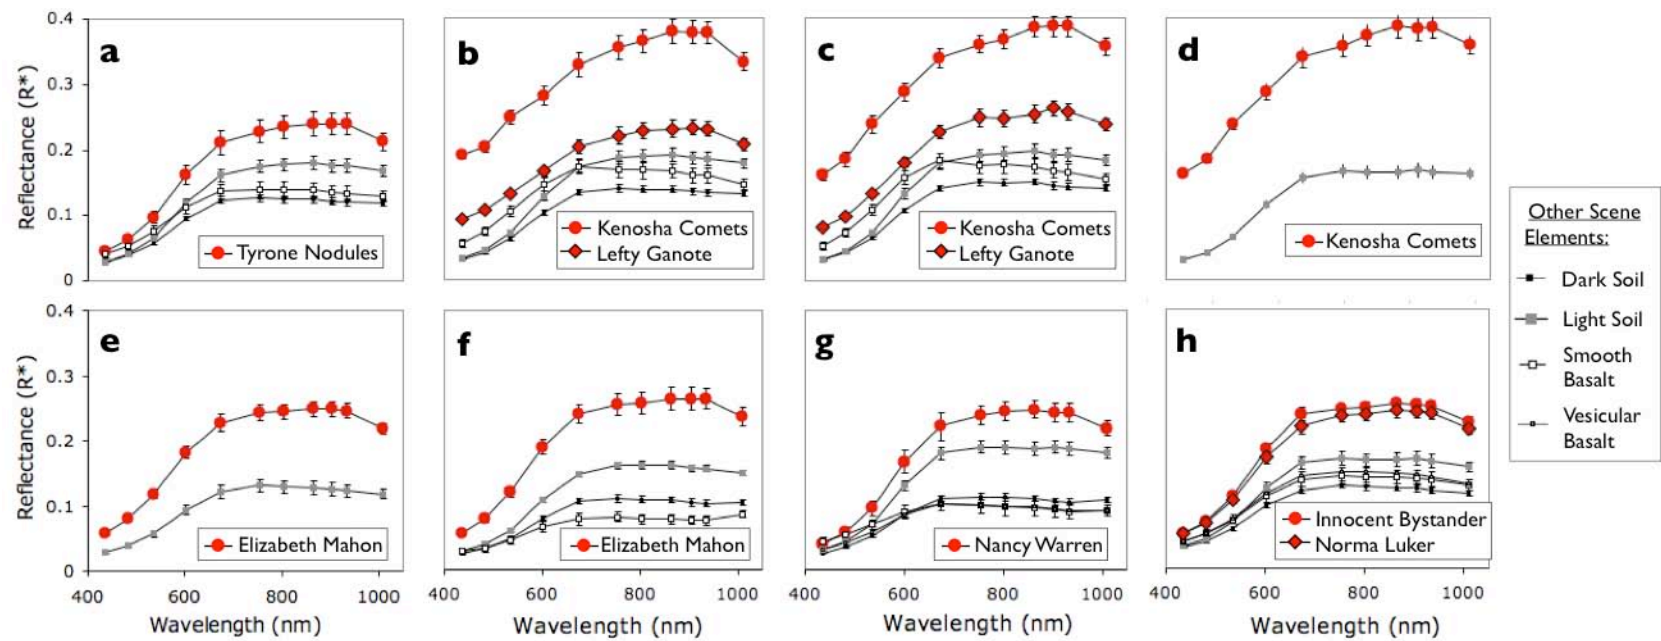 a
b
c
d
0.4
0.3
0.2
0.1
0
Reflectance (R*)
Tyrone Nodules
Kenosha Comets
Lefty Ganote
Kenosha Comets
Lefty Ganote
Kenosha Comets
Other Scene
Elements:
Dark Soil
Light Soil
Smooth
Basalt
Vesicular
Basalt
e
f
g
h
0.4
0.3
0.2
0.1
0
Reflectance (R*)
Elizabeth Mahon
Elizabeth Mahon
Nancy Warren
Innocent Bystander
Norma Luker
400 600 800 1000
400 600 800 1000
400 600 800 1000
400 600 800 1000
Wavelength (nm)
Wavelength (nm)
Wavelength (nm)
Wavelength (nm)